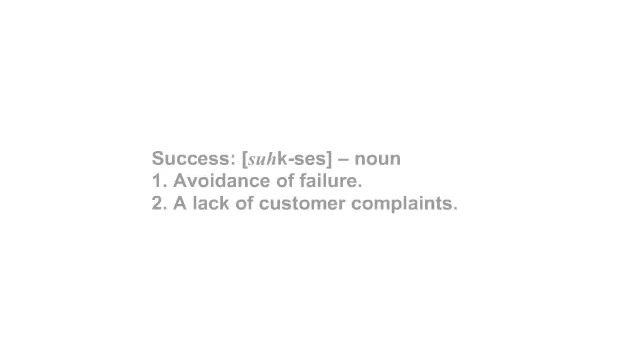 Success: [suhk-ses] – noun
1. Avoidance of failure.
2. A lack of customer complaints.